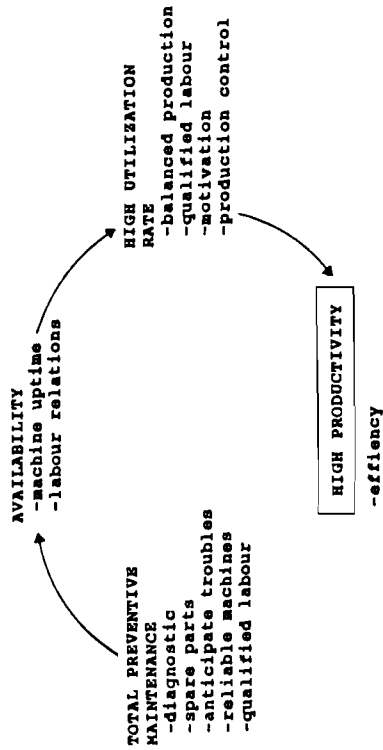 AVAILABILITY
-machine uptime
-labour relations
TOTAL PREVENTIVE
MAINTENANCE
-diagnostic
-spare parts
-anticipate troubles
-reliable machines
-qualified labour
HIGH UTILIZATION
RATE
-balanced production
-qualified labour
-motivation
-production control
HIGH PRODUCTIVITY
-effiency